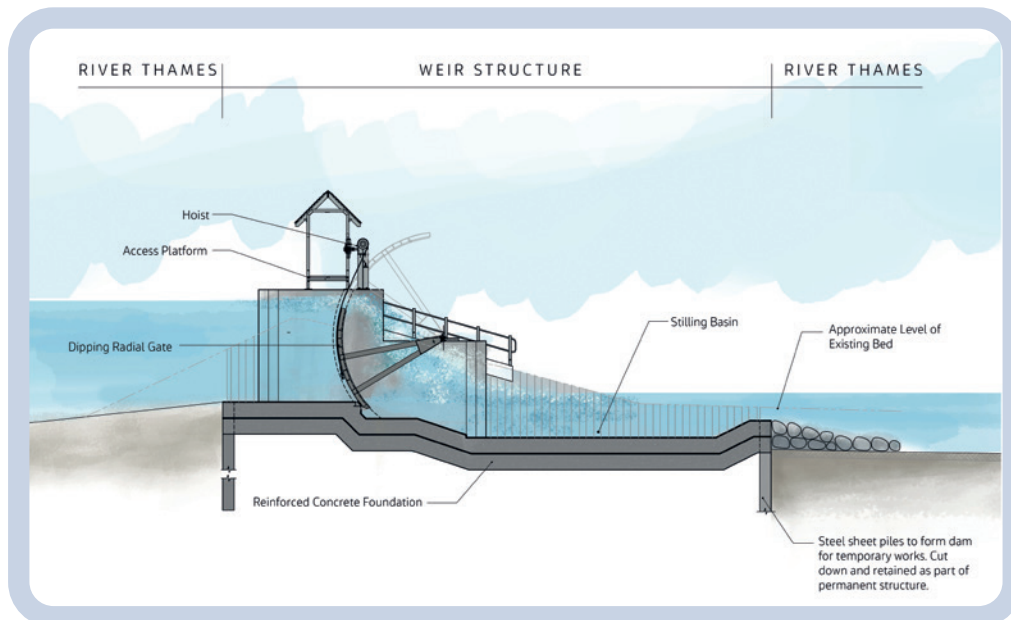 RIVER THAMES
WEIR STRUCTURE
RIVER THAMES
Hoist
Access Platform
Dipping Radial Gate
Stilling Basin
Approximate Level of
Existing Bed
Reinforced Concrete Foundation
Steel sheet piles to form dam
for temporary works. Cut
down and retained as part of
permanent structure.